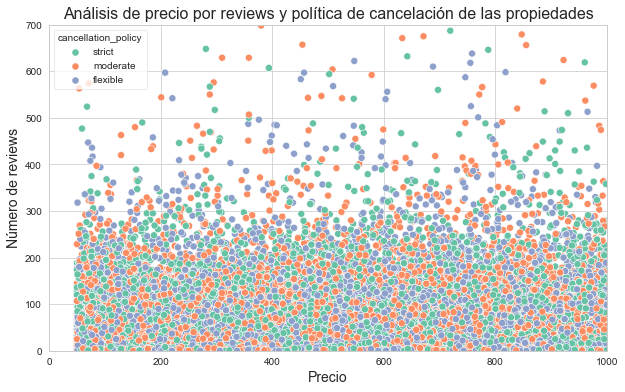 Análisis de precio por reviews y política de cancelación de las propiedades
cancellation_policy
strict
moderate
flexible
700
600
500
400
300
200
100
0
Número de reviews
0 200 400 600 800 1000
Precio